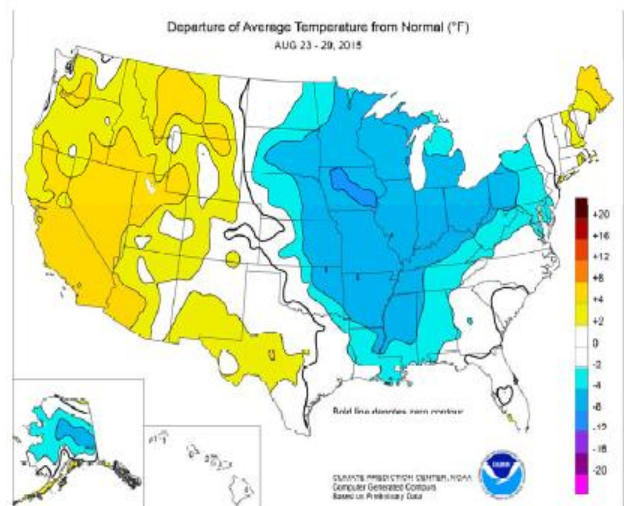 Departure of Average Temperature from Normal (°F)
AUG 23 - 29, 2015
+20
+16
+12
+8
+4
+2
0
-2
-4
-8
-12
-16
-20
Bold line denotes zero contour
CLIMATE PREDICTION CENTER, NOAA
Computer Generated Contours
Based on Preliminary Data